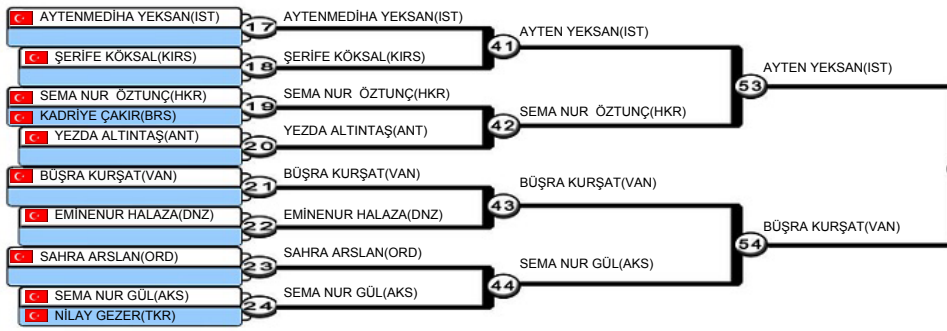 AYTENMEDİHA YEKSAN(IST)
17
AYTENMEDİHA YEKSAN(IST)
ŞERİFE KÖKSAL(KIRS)
18
ŞERİFE KÖKSAL(KIRS)
41
AYTEN YEKSAN(IST)
SEMA NUR ÖZTUNÇ(HKR)
KADRİYE ÇAKIR(BRS)
19
SEMA NUR ÖZTUNÇ(HKR)
YEZDA ALTINTAŞ(ANT)
20
YEZDA ALTINTAŞ(ANT)
42
SEMA NUR ÖZTUNÇ(HKR)
53
AYTEN YEKSAN(IST)
BÜŞRA KURŞAT(VAN)
21
BÜŞRA KURŞAT(VAN)
EMİNENUR HALAZA(DNZ)
22
EMİNENUR HALAZA(DNZ)
43
BÜŞRA KURŞAT(VAN)
SAHRA ARSLAN(ORD)
23
SAHRA ARSLAN(ORD)
SEMA NUR GÜL(AKS)
NİLAY GEZER(TKR)
24
SEMA NUR GÜL(AKS)
44
SEMA NUR GÜL(AKS)
54
BÜŞRA KURŞAT(VAN)